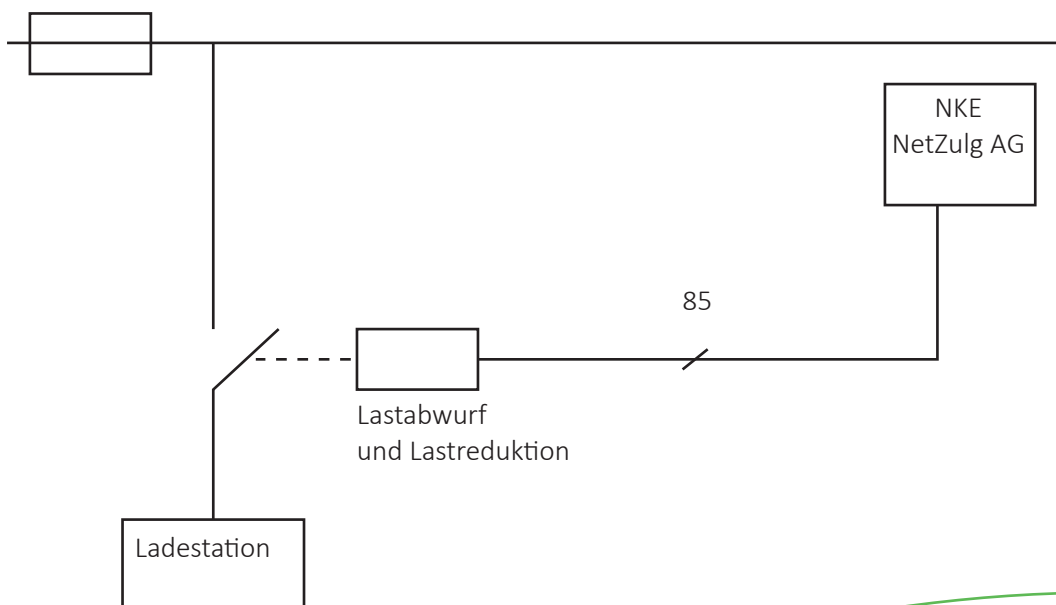 NKE
NetZulg AG
85
Lastabwurf
und Lastreduktion
Ladestation